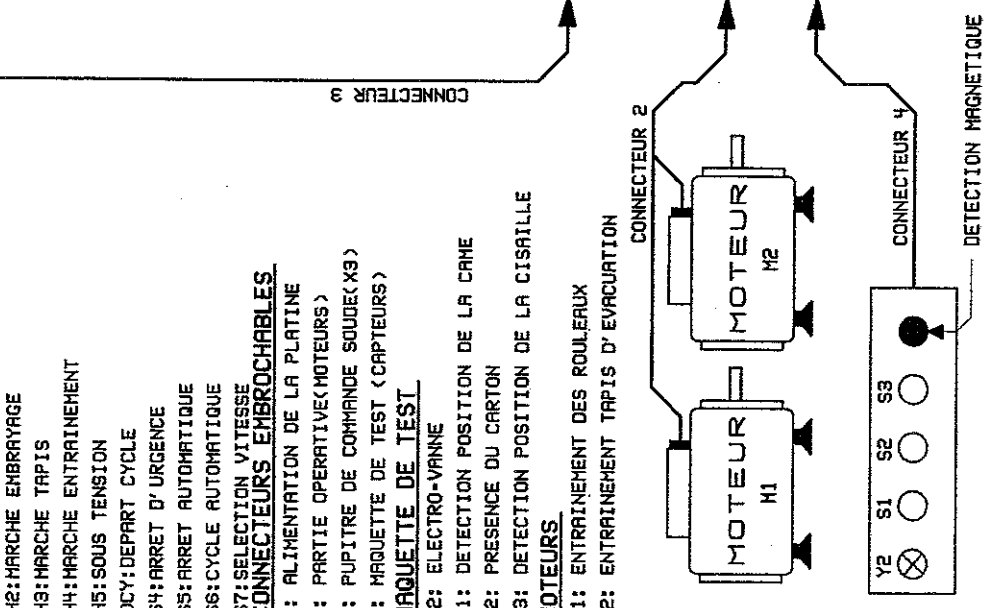 H2:MARCHE EMBRAYAGE
H3:MARCHE TAPIS
H4:MARCHE ENTRAINEMENT
H5:SOUS TENSION
DCY:DEPART CYCLE
S4:ARRET D'URGENCE
S5:ARRET AUTOMATIQUE
S6:CYCLE AUTOMATIQUE
S7:SELECTION VITESSE
CONNECTEURS EMBROCHABLES
: ALIMENTATION DE LA PLATINE
: PARTIE OPERATIVE(MOTEURS)
: PUPITRE DE COMMANDE SOUDE(X3)
: MAQUETTE DE TEST (CAPTEURS)
MAQUETTE DE TEST
2: ELECTRO-VANNE
1: DETECTION POSITION DE LA CAME
2: PRESENCE DU CARTON
3: DETECTION POSITION DE LA CISAILLE
MOTEURS
1: ENTRAINEMENT DES ROULEAUX
2: ENTRAINEMENT TAPIS D'EVACUATION
CONNECTEUR 3
CONNECTEUR 2
MOTEUR
M1
MOTEUR
M2
CONNECTEUR 4
Y2 S1 S2 S3
DETECTION MAGNETIQUE